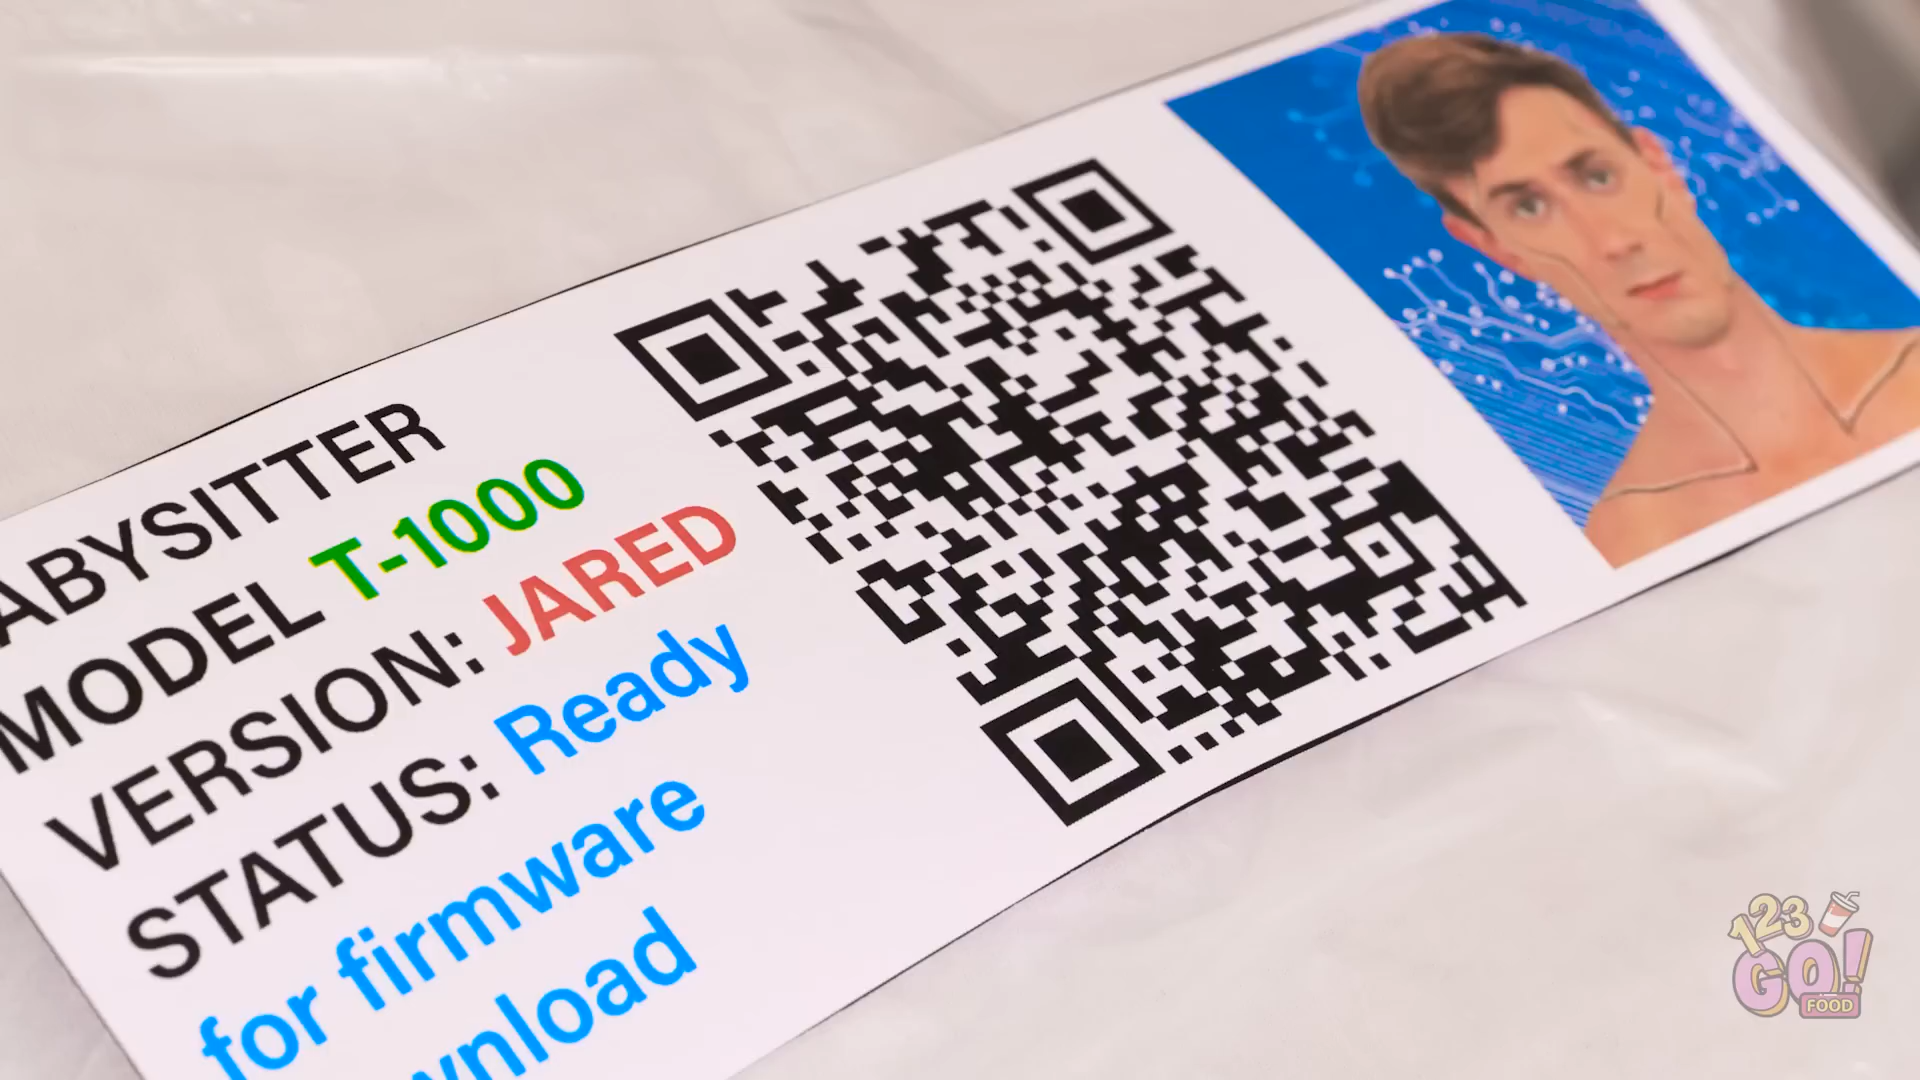 ABYSITTER
MODEL T-1000
VERSION: JARED
STATUS: Ready
for firmware
wnload
123
GO!
FOOD